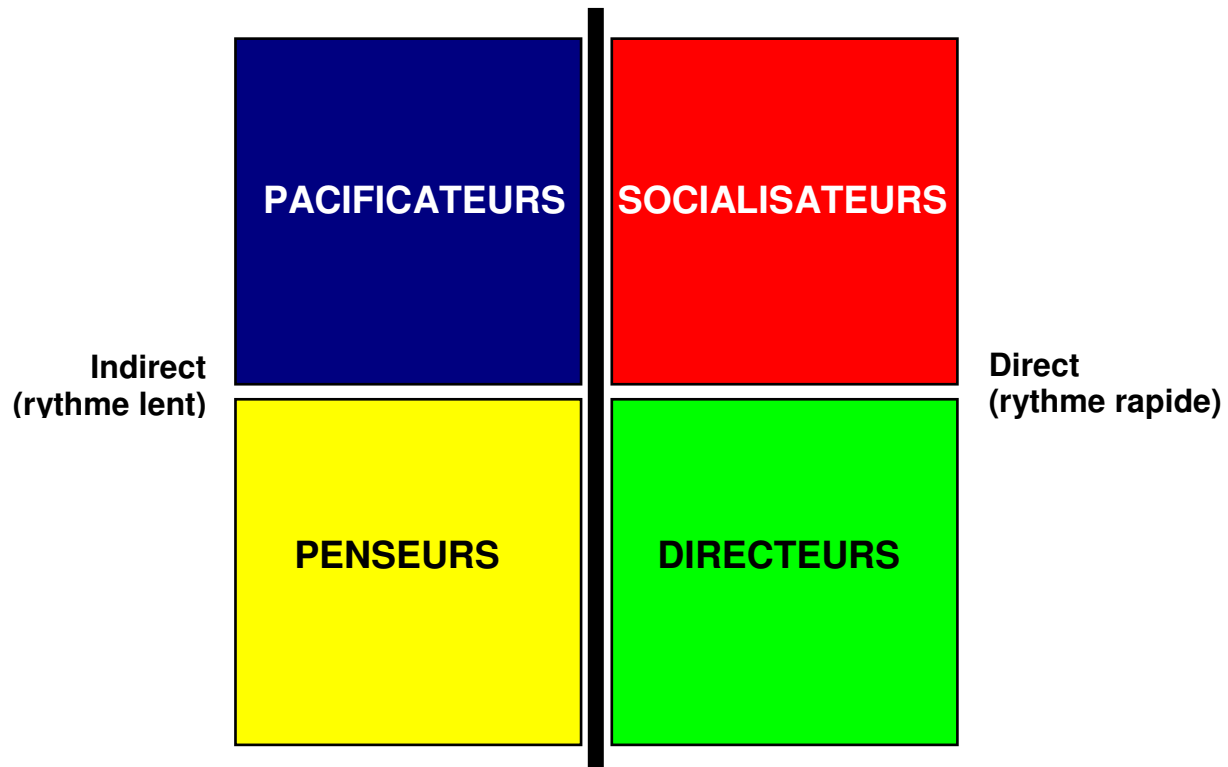 PACIFICATEURS
SOCIALISATEURS
Indirect
(rythme lent)
Direct
(rythme rapide)
PENSEURS
DIRECTEURS